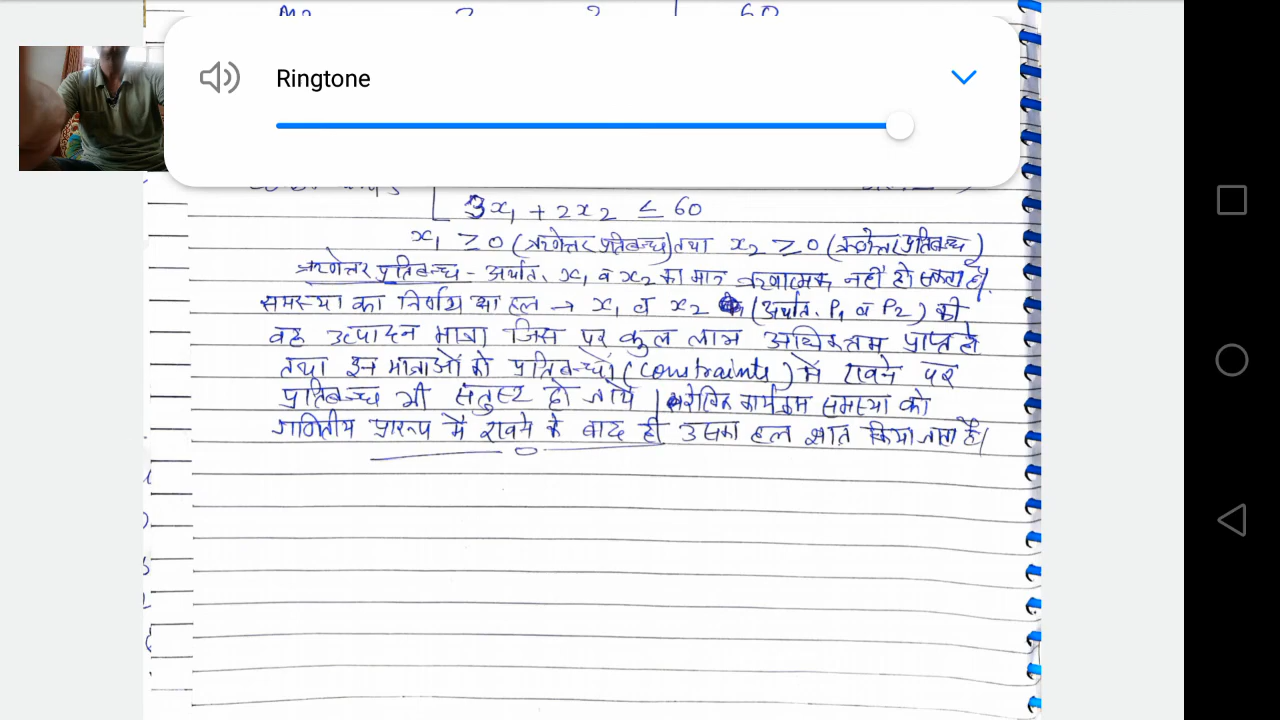 60
Ringtone
3x₁ + 2x₂ ≤ 60
x₁ ≥ 0 (ऋणेत्तर प्रतिबन्ध) तथा x₂ ≥ 0 (ऋणेत्तर प्रतिबन्ध)
ऋणेत्तर प्रतिबन्ध - अर्थात् x₁ व x₂ का मान ऋणात्मक नहीं हो सकता है।
समस्या का निर्णय या हल → x₁ व x₂ (अर्थात् P₁ व P₂) की
वह उत्पादन मात्रा जिस पर कुल लाभ अधिकतम प्राप्त हो
तथा इन मात्राओं को प्रतिबन्धों (constraints) में रखने पर
प्रतिबन्ध भी संतुष्ट हो जाये। रेखिक कार्यक्रम समस्या को
गणितीय प्रारूप में रखने के बाद ही उसका हल ज्ञात किया जाता है।